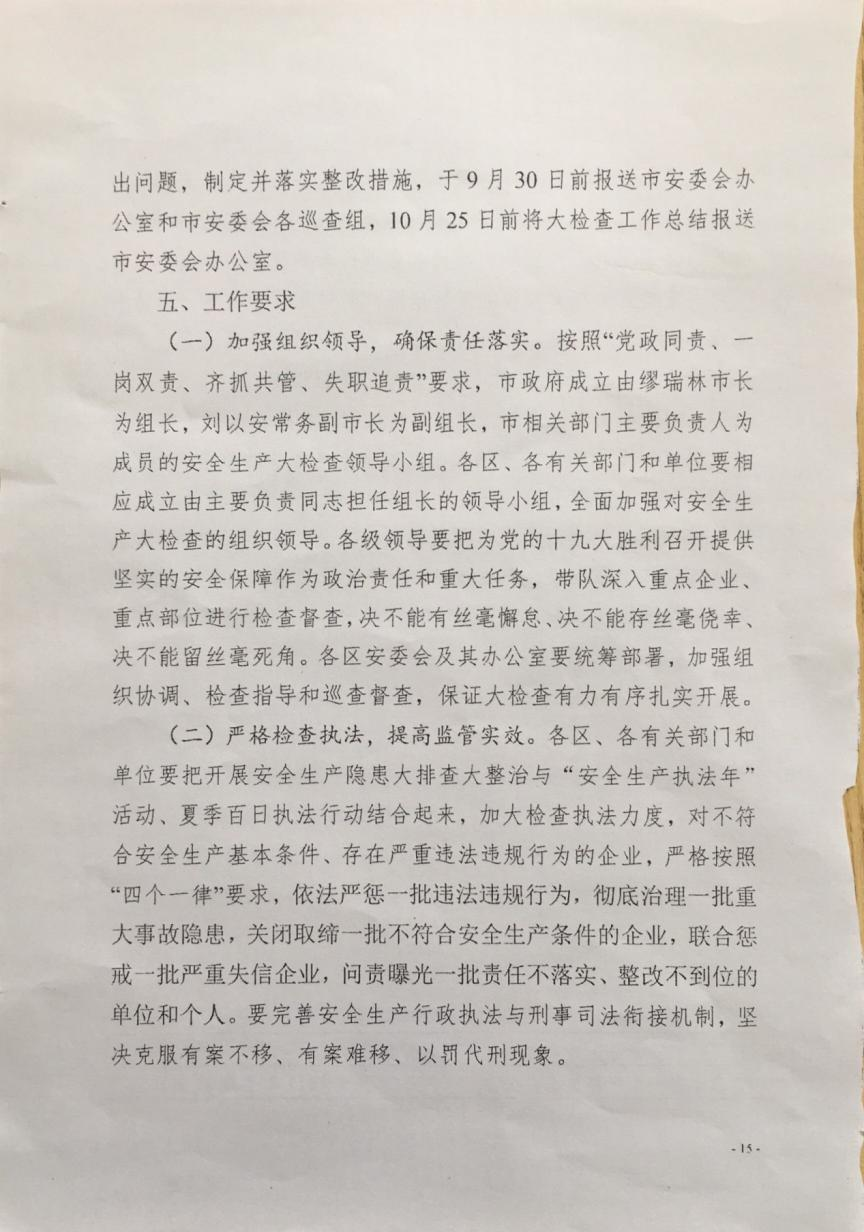 出问题，制定并落实整改措施，于 9 月 30 日前报送市安委会办
公室和市安委会各巡查组，10 月 25 日前将大检查工作总结报送
市安委会办公室。
五、工作要求
（一）加强组织领导，确保责任落实。按照“党政同责、一
岗双责、齐抓共管、失职追责”要求，市政府成立由缪瑞林市长
为组长，刘以安常务副市长为副组长，市相关部门主要负责人为
成员的安全生产大检查领导小组。各区、各有关部门和单位要相
应成立由主要负责同志担任组长的领导小组，全面加强对安全生
产大检查的组织领导。各级领导要把为党的十九大胜利召开提供
坚实的安全保障作为政治责任和重大任务，带队深入重点企业、
重点部位进行检查督查，决不能有丝毫懈怠、决不能存丝毫侥幸、
决不能留丝毫死角。各区安委会及其办公室要统筹部署，加强组
织协调、检查指导和巡查督查，保证大检查有力有序扎实开展。
（二）严格检查执法，提高监管实效。各区、各有关部门和
单位要把开展安全生产隐患大排查大整治与“安全生产执法年”
活动、夏季百日执法行动结合起来，加大检查执法力度，对不符
合安全生产基本条件、存在严重违法违规行为的企业，严格按照
“四个一律”要求，依法严惩一批违法违规行为，彻底治理一批重
大事故隐患，关闭取缔一批不符合安全生产条件的企业，联合惩
戒一批严重失信企业，问责曝光一批责任不落实、整改不到位的
单位和个人。要完善安全生产行政执法与刑事司法衔接机制，坚
决克服有案不移、有案难移、以罚代刑现象。
- 15 -